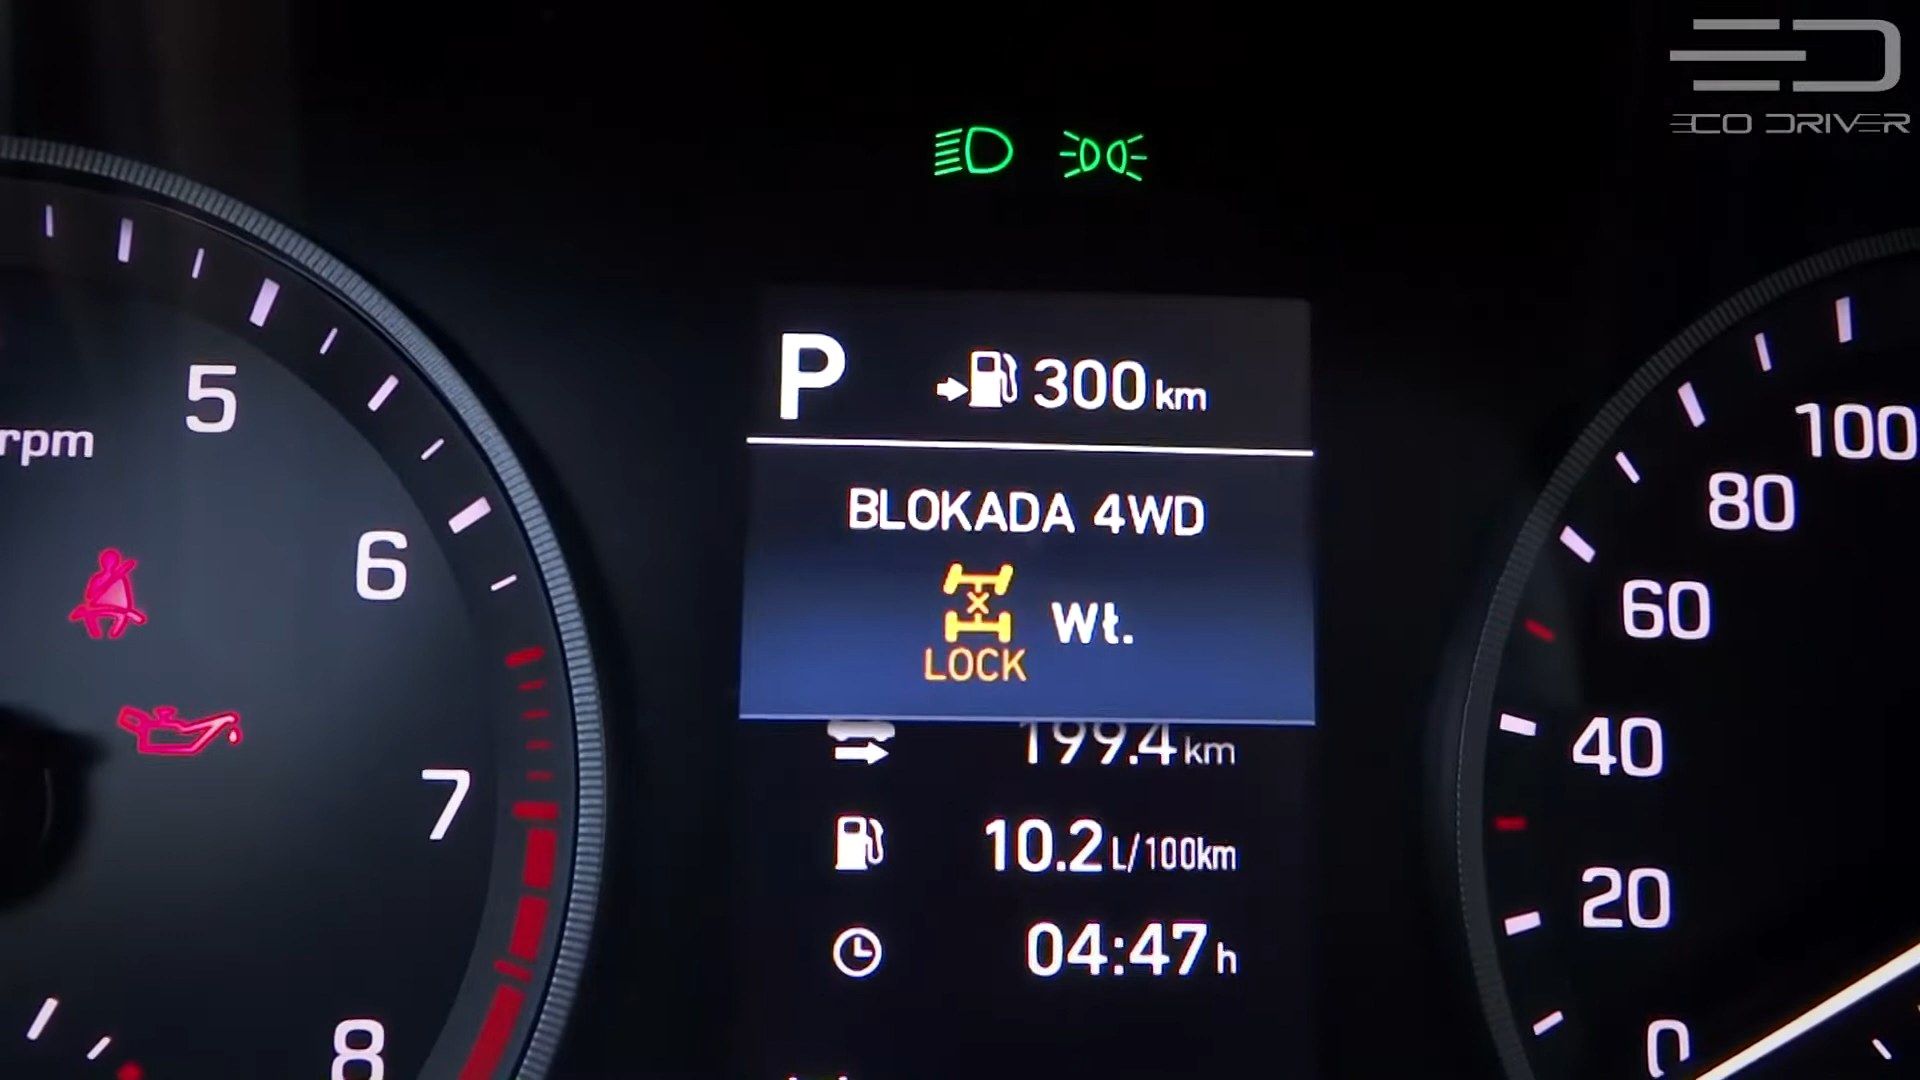 ECO DRIVER
P 300 km
BLOKADA 4WD
LOCK Wł.
199.4 km
10.2 L/100km
04:47 h
rpm
5
6
7
8
100
80
60
40
20
0